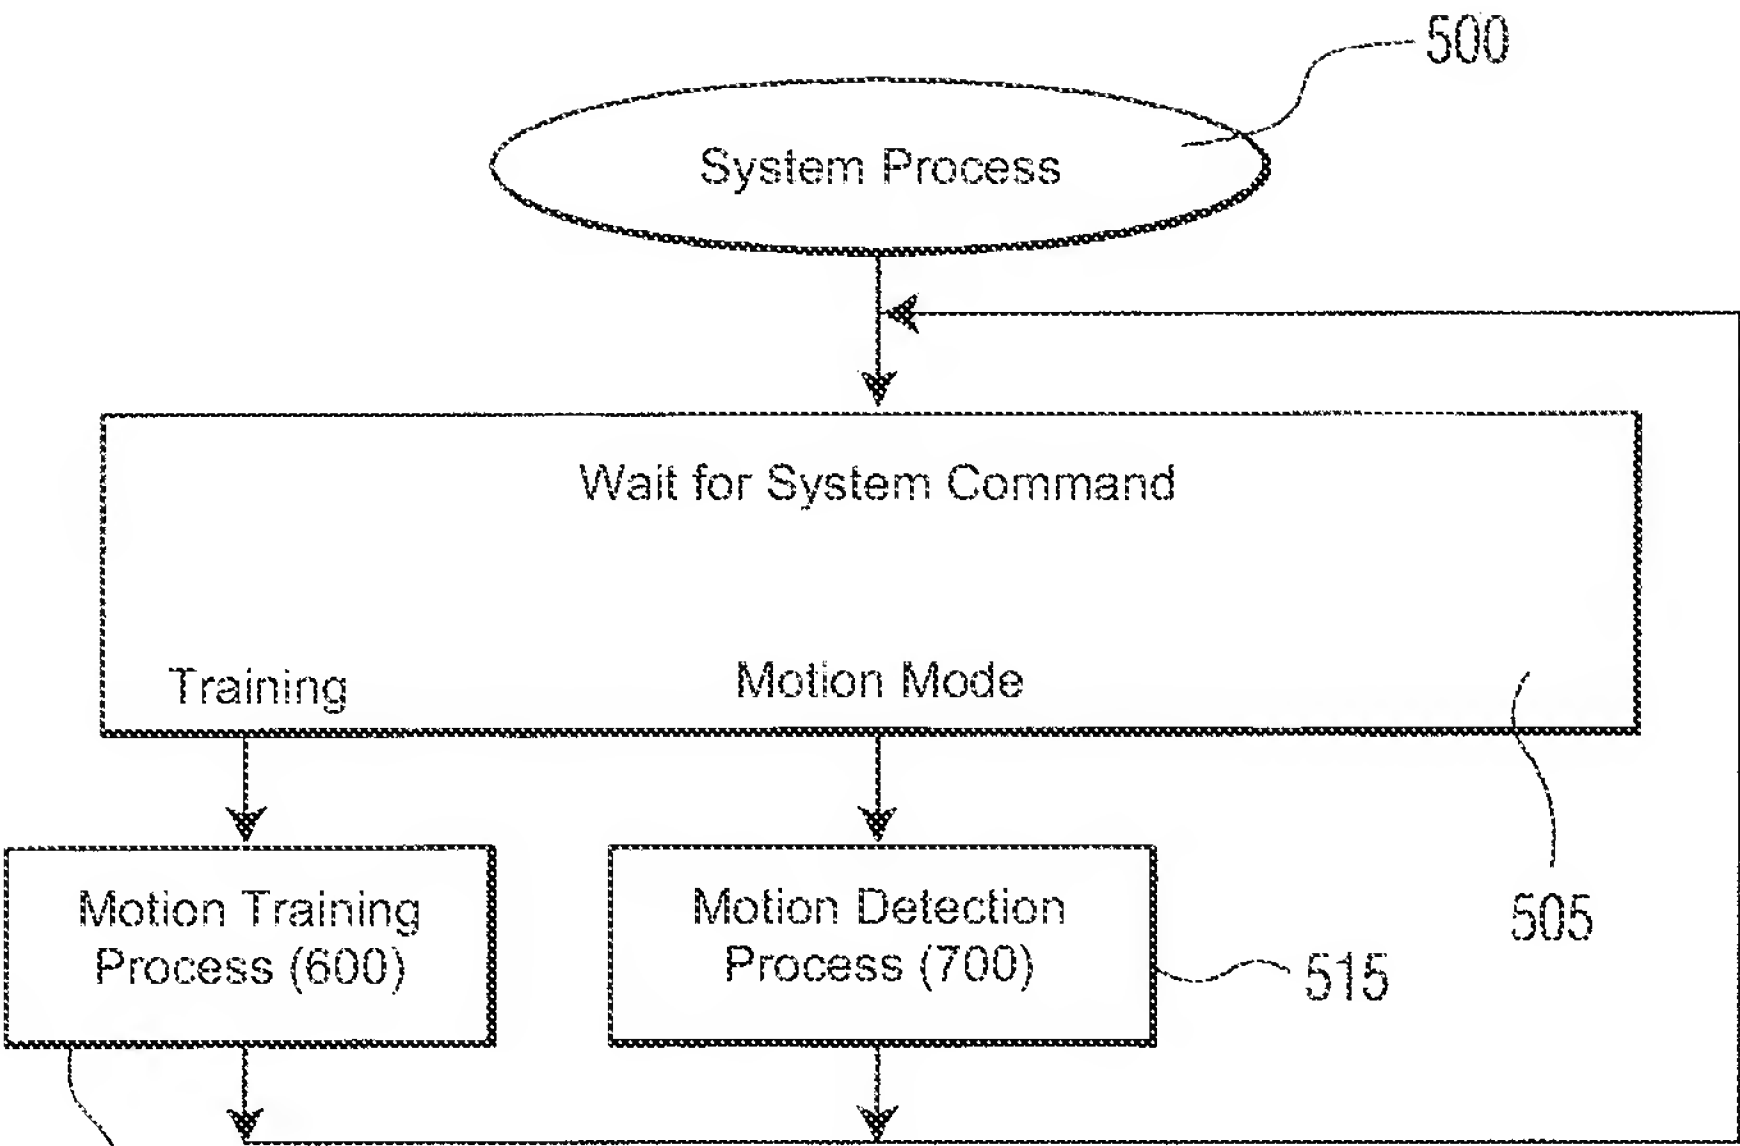 500
System Process
Wait for System Command
Training
Motion Mode
Motion Training
Process (600)
Motion Detection
Process (700)
505
515